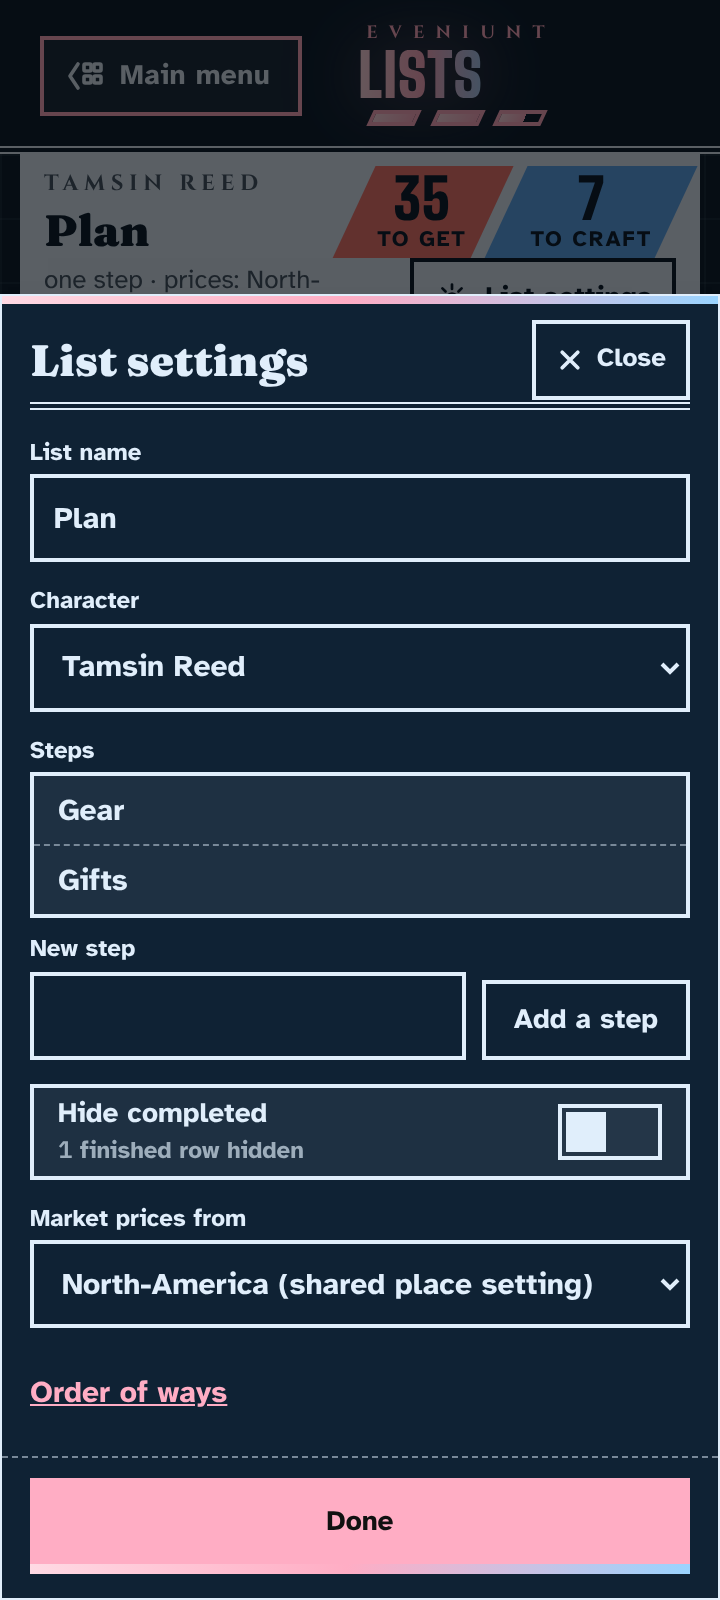 Main menu
EVENIUNT
LISTS
TAMSIN REED
Plan
35
TO GET
7
TO CRAFT
one step · prices: North-
List settings
List settings
Close
List name
Plan
Character
Tamsin Reed
Steps
Gear
Gifts
New step
Add a step
Hide completed
1 finished row hidden
Market prices from
North-America (shared place setting)
Order of ways
Done